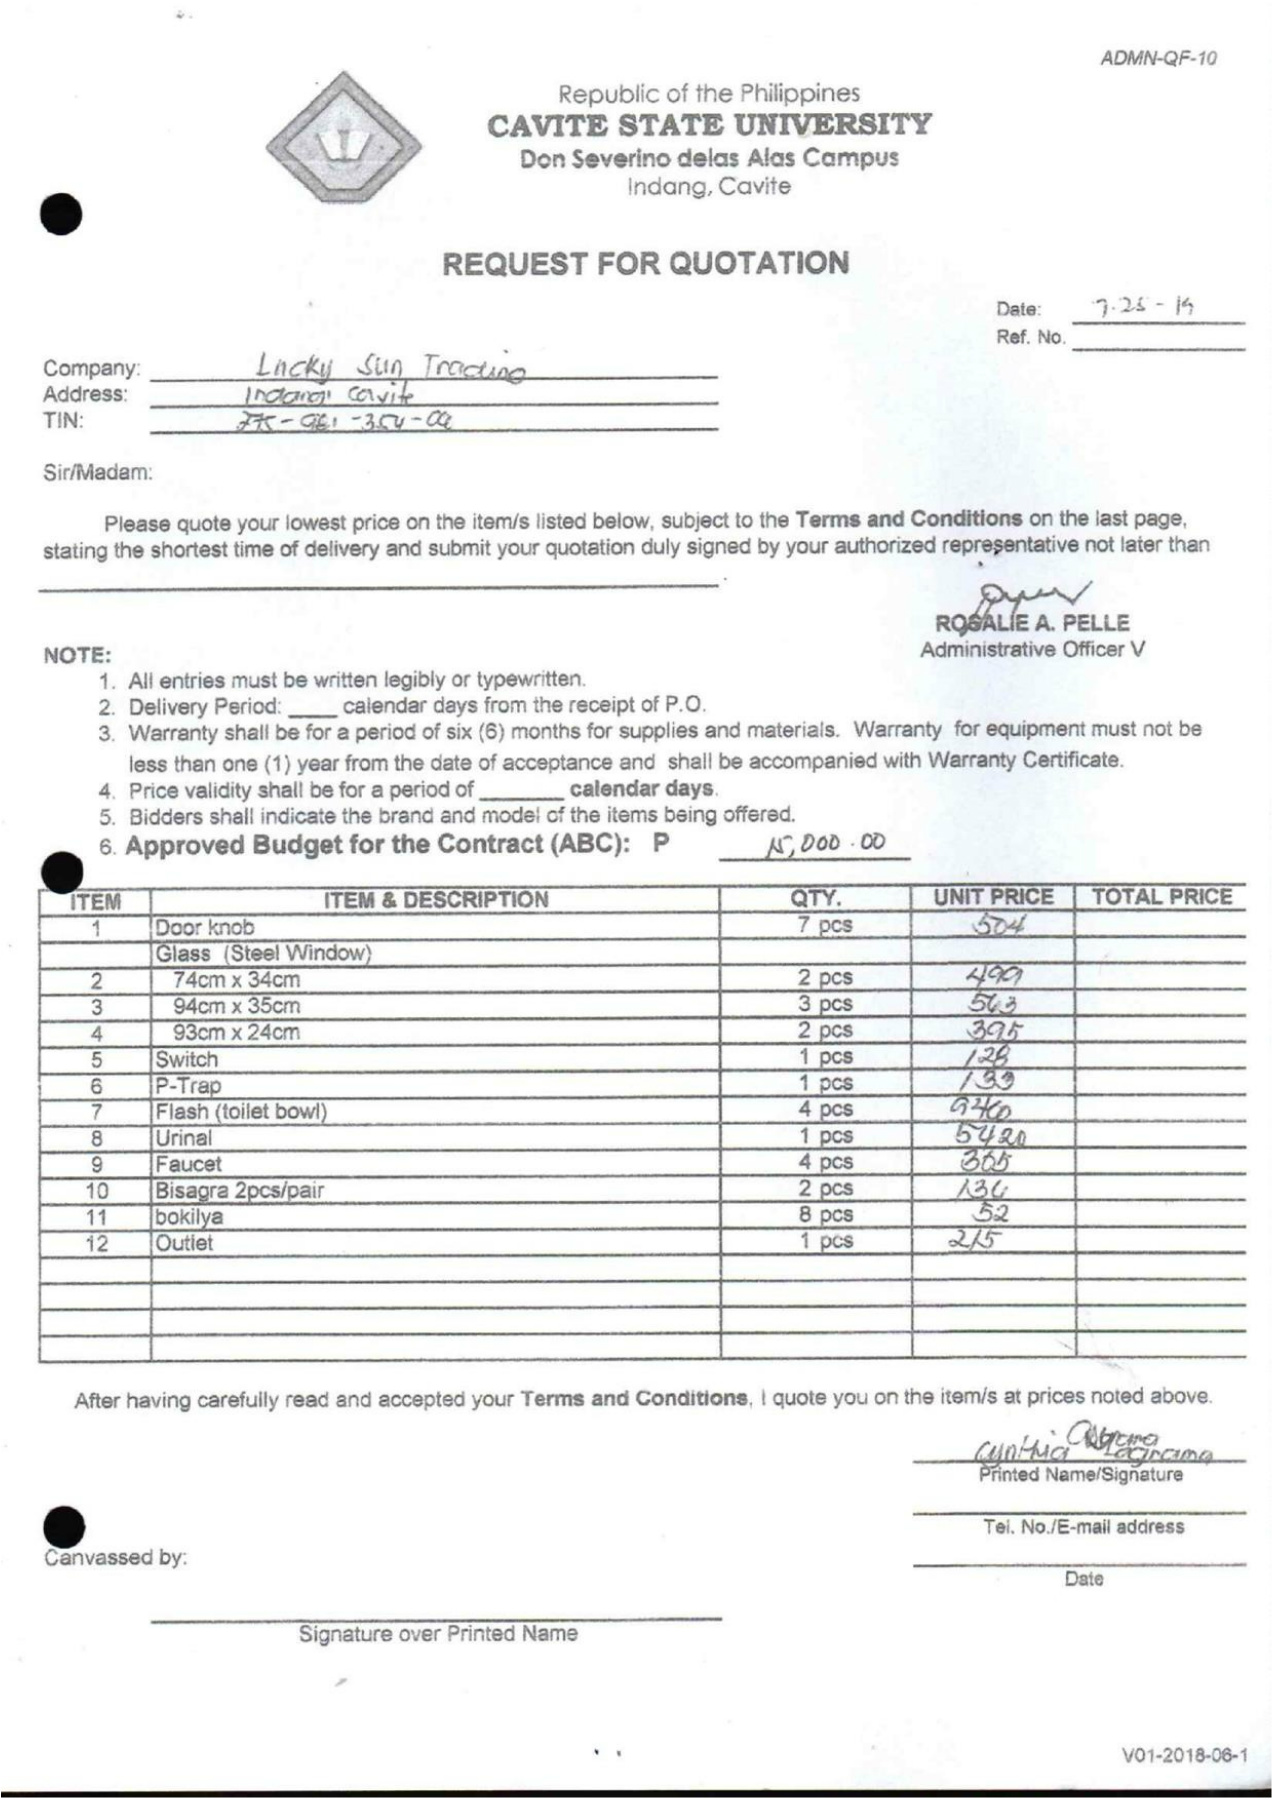 ADMN-QF-10
Republic of the Philippines
CAVITE STATE UNIVERSITY
Don Severino delas Alas Campus
Indang, Cavite
REQUEST FOR QUOTATION
Date: 7-25-19
Ref. No.
Company: Lucky Sun Trading
Address: Indang, Cavite
TIN:
Sir/Madam:
Please quote your lowest price on the item/s listed below, subject to the Terms and Conditions on the last page,
stating the shortest time of delivery and submit your quotation duly signed by your authorized representative not later than
ROSALIE A. PELLE
Administrative Officer V
NOTE:
1. All entries must be written legibly or typewritten.
2. Delivery Period: ____ calendar days from the receipt of P.O.
3. Warranty shall be for a period of six (6) months for supplies and materials. Warranty for equipment must not be
less than one (1) year from the date of acceptance and shall be accompanied with Warranty Certificate.
4. Price validity shall be for a period of _______ calendar days.
5. Bidders shall indicate the brand and model of the items being offered.
6. Approved Budget for the Contract (ABC): P 15,000.00
ITEM ITEM & DESCRIPTION QTY. UNIT PRICE TOTAL PRICE
1 Door knob 7 pcs 504
Glass (Steel Window)
2 74cm x 34cm 2 pcs 499
3 94cm x 35cm 3 pcs 563
4 93cm x 24cm 2 pcs 395
5 Switch 1 pcs 128
6 P-Trap 1 pcs 133
7 Flash (toilet bowl) 4 pcs
8 Urinal 1 pcs 5420
9 Faucet 4 pcs 365
10 Bisagra 2pcs/pair 2 pcs 136
11 bokilya 8 pcs 52
12 Outlet 1 pcs 215
After having carefully read and accepted your Terms and Conditions, I quote you on the item/s at prices noted above.
Cynthia Lagrama
Printed Name/Signature
Tel. No./E-mail address
Canvassed by:
Date
Signature over Printed Name
V01-2018-06-1